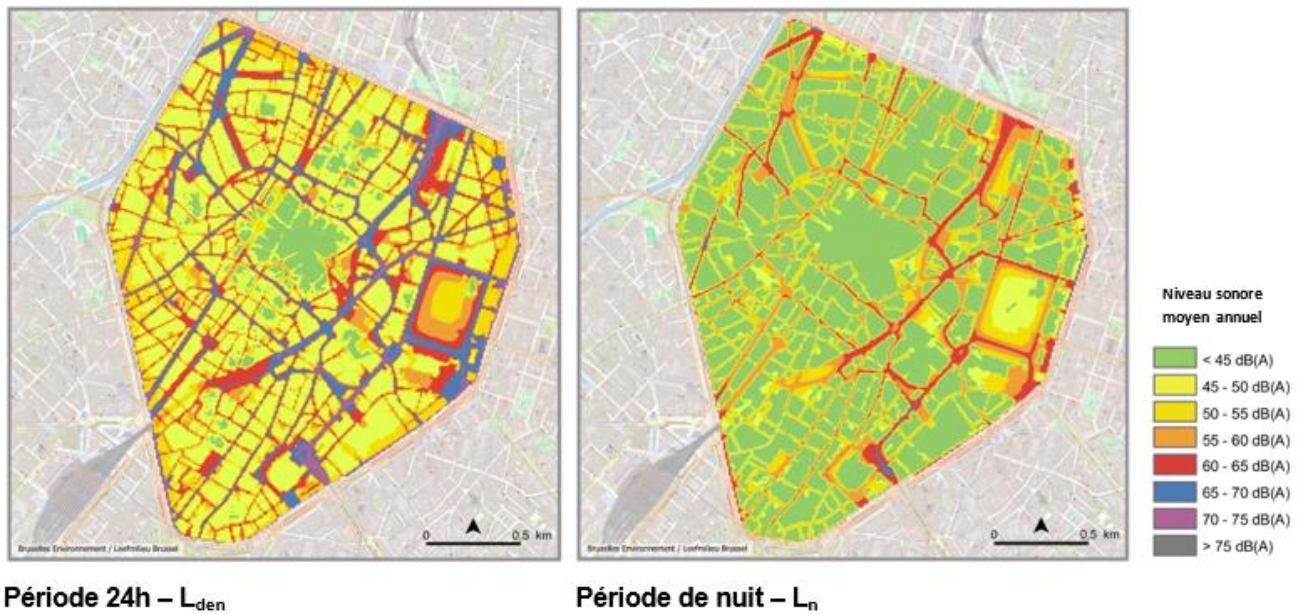 Bruxelles Environnement / Leefmilieu Brussel
0 0.5 km
Bruxelles Environnement / Leefmilieu Brussel
0 0.5 km
Niveau sonore
moyen annuel
< 45 dB(A)
45 - 50 dB(A)
50 - 55 dB(A)
55 - 60 dB(A)
60 - 65 dB(A)
65 - 70 dB(A)
70 - 75 dB(A)
> 75 dB(A)
Période 24h – Lden
Période de nuit – Ln